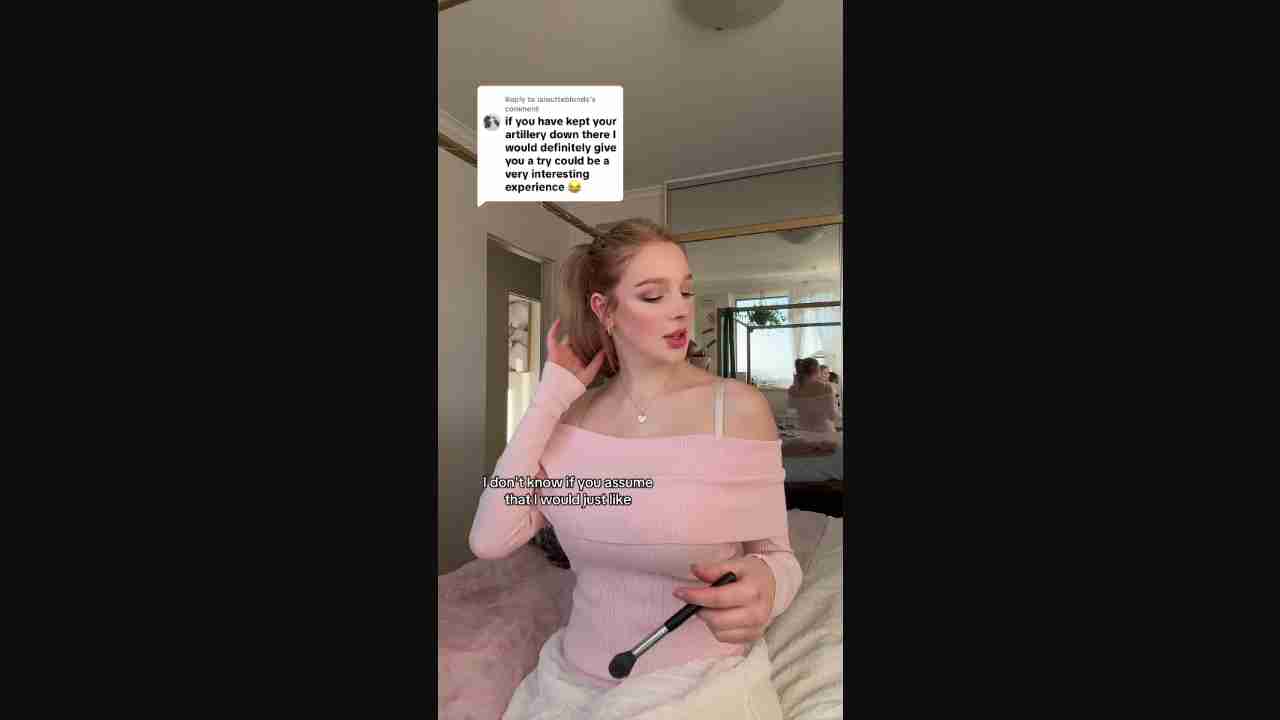 Reply to
comment
if you have kept your
artillery down there I
would definitely give
you a try could be a
very interesting
experience 😂
I don't know if you assume
that I would just like